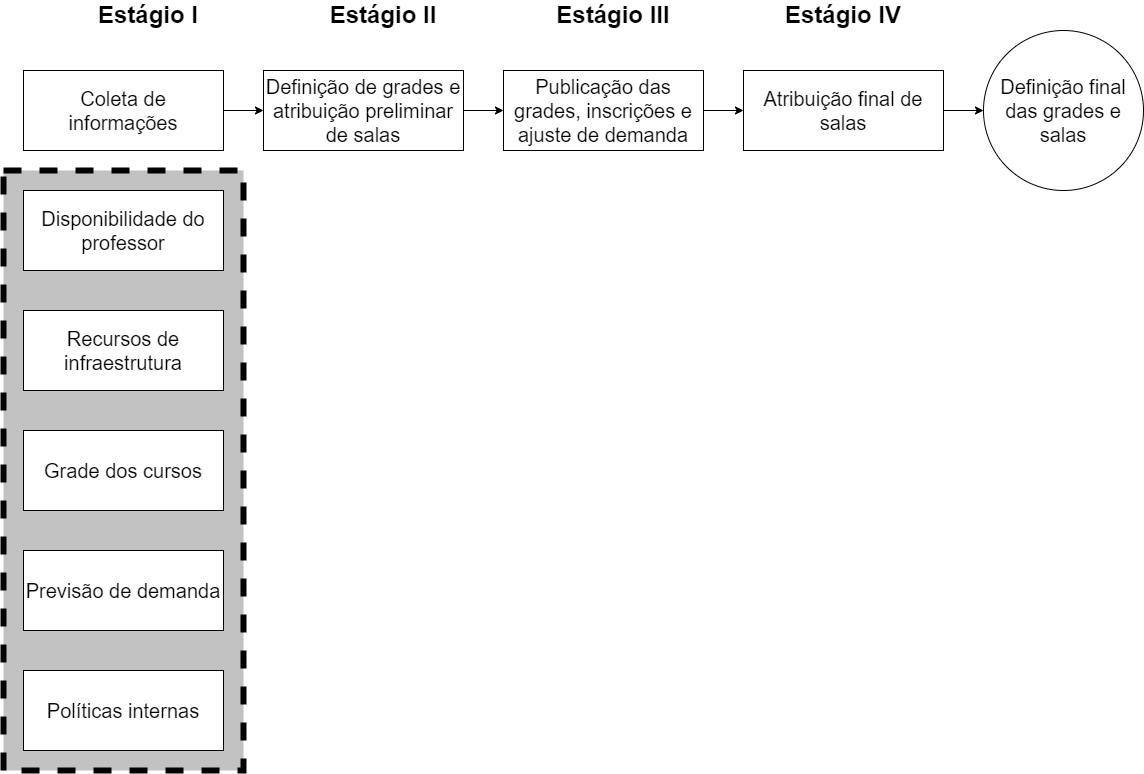 Estágio I
Estágio II
Estágio III
Estágio IV
Coleta de
informações
Definição de grades e
atribuição preliminar
de salas
Publicação das
grades, inscrições e
ajuste de demanda
Atribuição final de
salas
Definição final
das grades e
salas
Disponibilidade do
professor
Recursos de
infraestrutura
Grade dos cursos
Previsão de demanda
Políticas internas